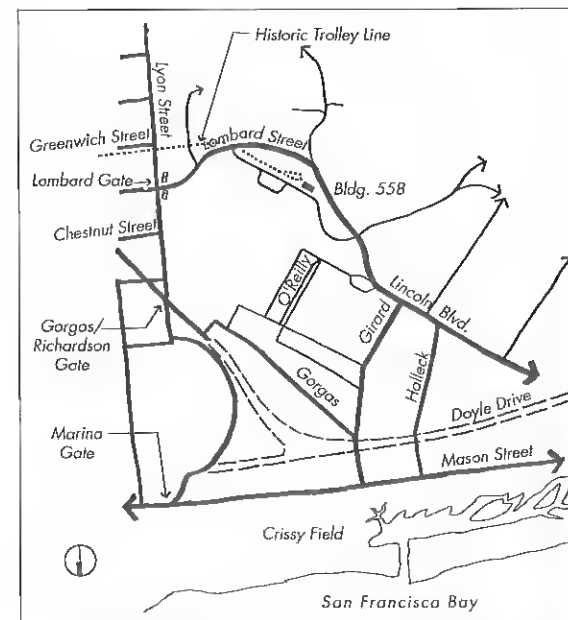 Historic Trolley Line
Lyon Street
Greenwich Street
Lombard Street
Lombard Gate
Bldg. 558
Chestnut Street
O'Reilly
Lincoln Blvd.
Girard
Gorgas/
Richardson
Gate
Gorgas
Halleck
Doyle Drive
Marina
Gate
Mason Street
Crissy Field
San Francisca Bay